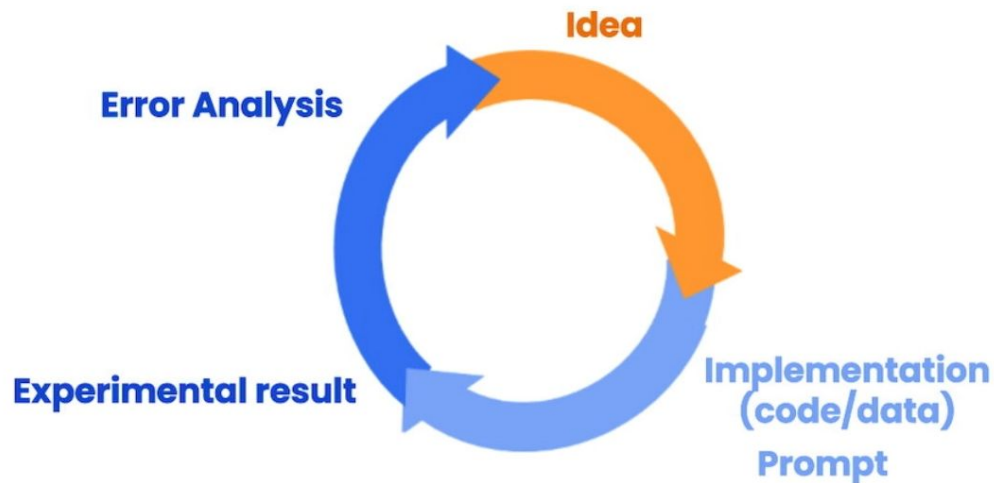 Idea
Error Analysis
Implementation
(code/data)
Experimental result
Prompt